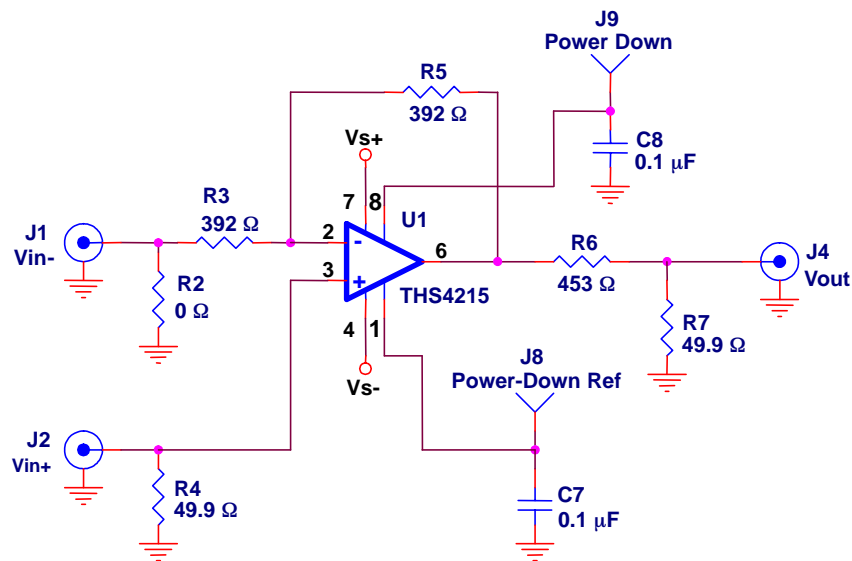 J9
Power Down
R5
392 Ω
C8
0.1 µF
Vs+
R3
392 Ω
7
8
U1
J1
Vin-
2
-
6
R6
453 Ω
J4
Vout
R2
0 Ω
3
+
THS4215
4
1
R7
49.9 Ω
Vs-
J8
Power-Down Ref
J2
Vin+
R4
49.9 Ω
C7
0.1 µF